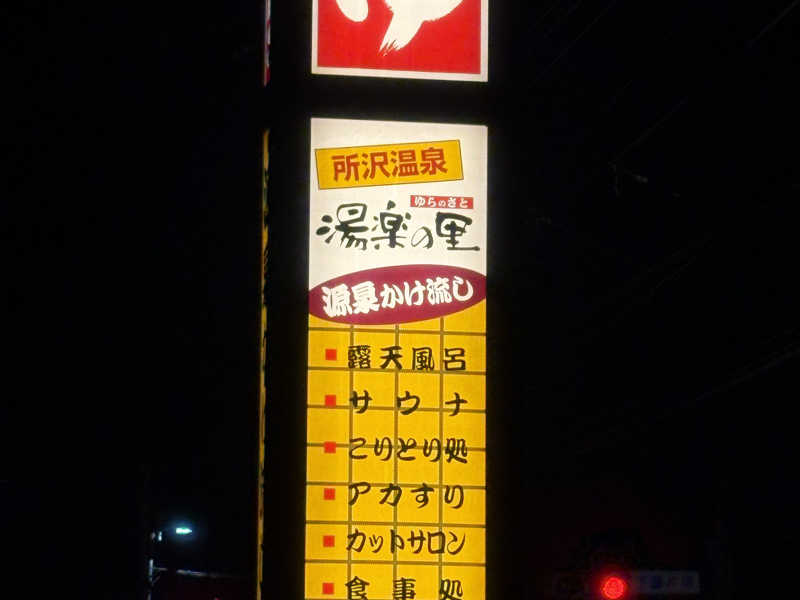 所沢温泉
ゆらのさと
湯楽の里
源泉かけ流し
露天風呂
サウナ
こりとり処
アカすり
カットサロン
食事処